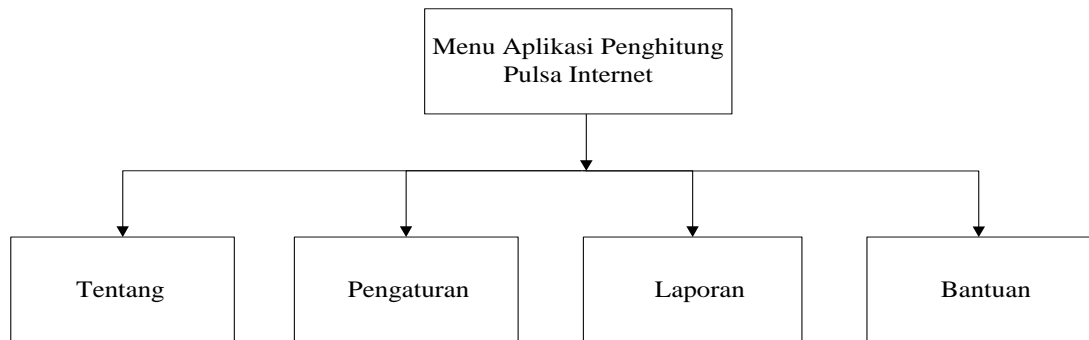 Menu Aplikasi Penghitung
Pulsa Internet
Tentang
Pengaturan
Laporan
Bantuan